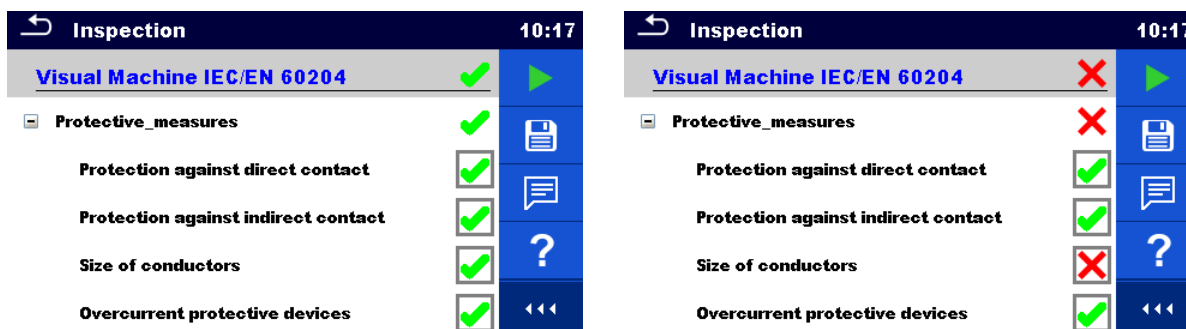 Inspection 10:17
Visual Machine IEC/EN 60204
Protective_measures
Protection against direct contact
Protection against indirect contact
?
Size of conductors
Overcurrent protective devices
Inspection 10:17
Visual Machine IEC/EN 60204
Protective_measures
Protection against direct contact
Protection against indirect contact
?
Size of conductors
Overcurrent protective devices